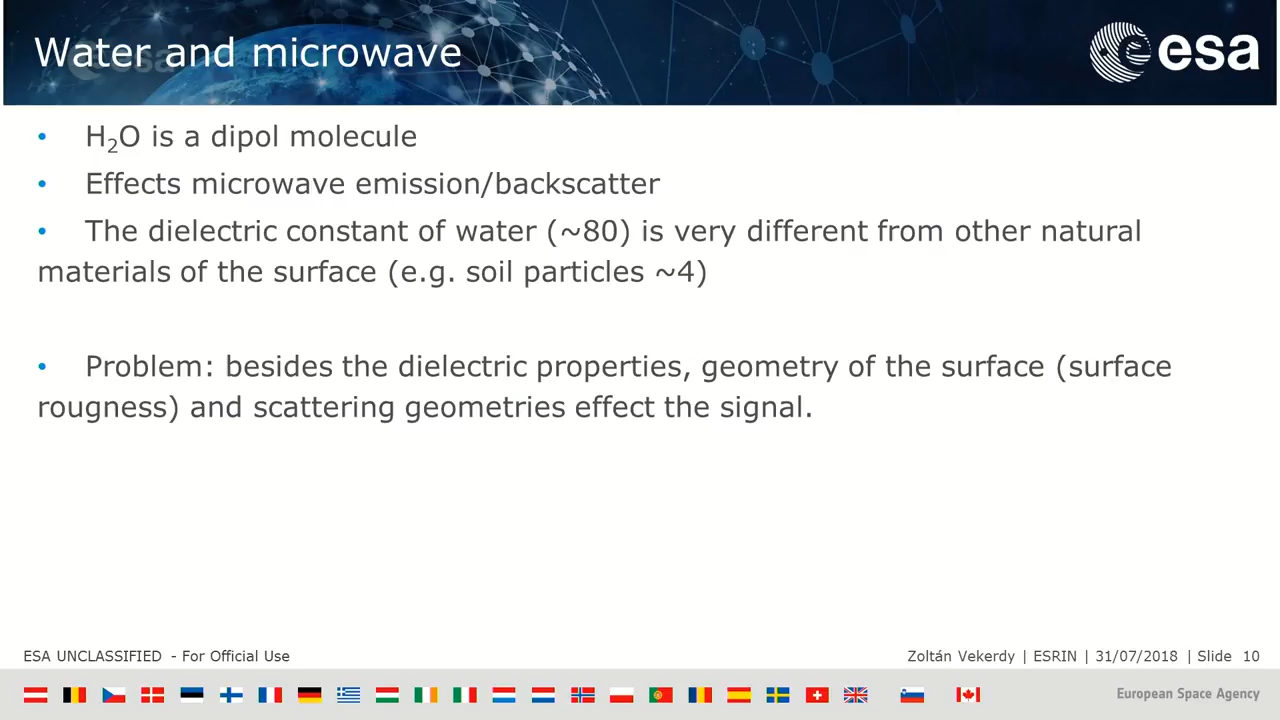 Water and microwave
esa
• H₂O is a dipol molecule
• Effects microwave emission/backscatter
• The dielectric constant of water (~80) is very different from other natural
materials of the surface (e.g. soil particles ~4)
• Problem: besides the dielectric properties, geometry of the surface (surface
rougness) and scattering geometries effect the signal.
ESA UNCLASSIFIED - For Official Use
Zoltán Vekerdy | ESRIN | 31/07/2018 | Slide 10
European Space Agency